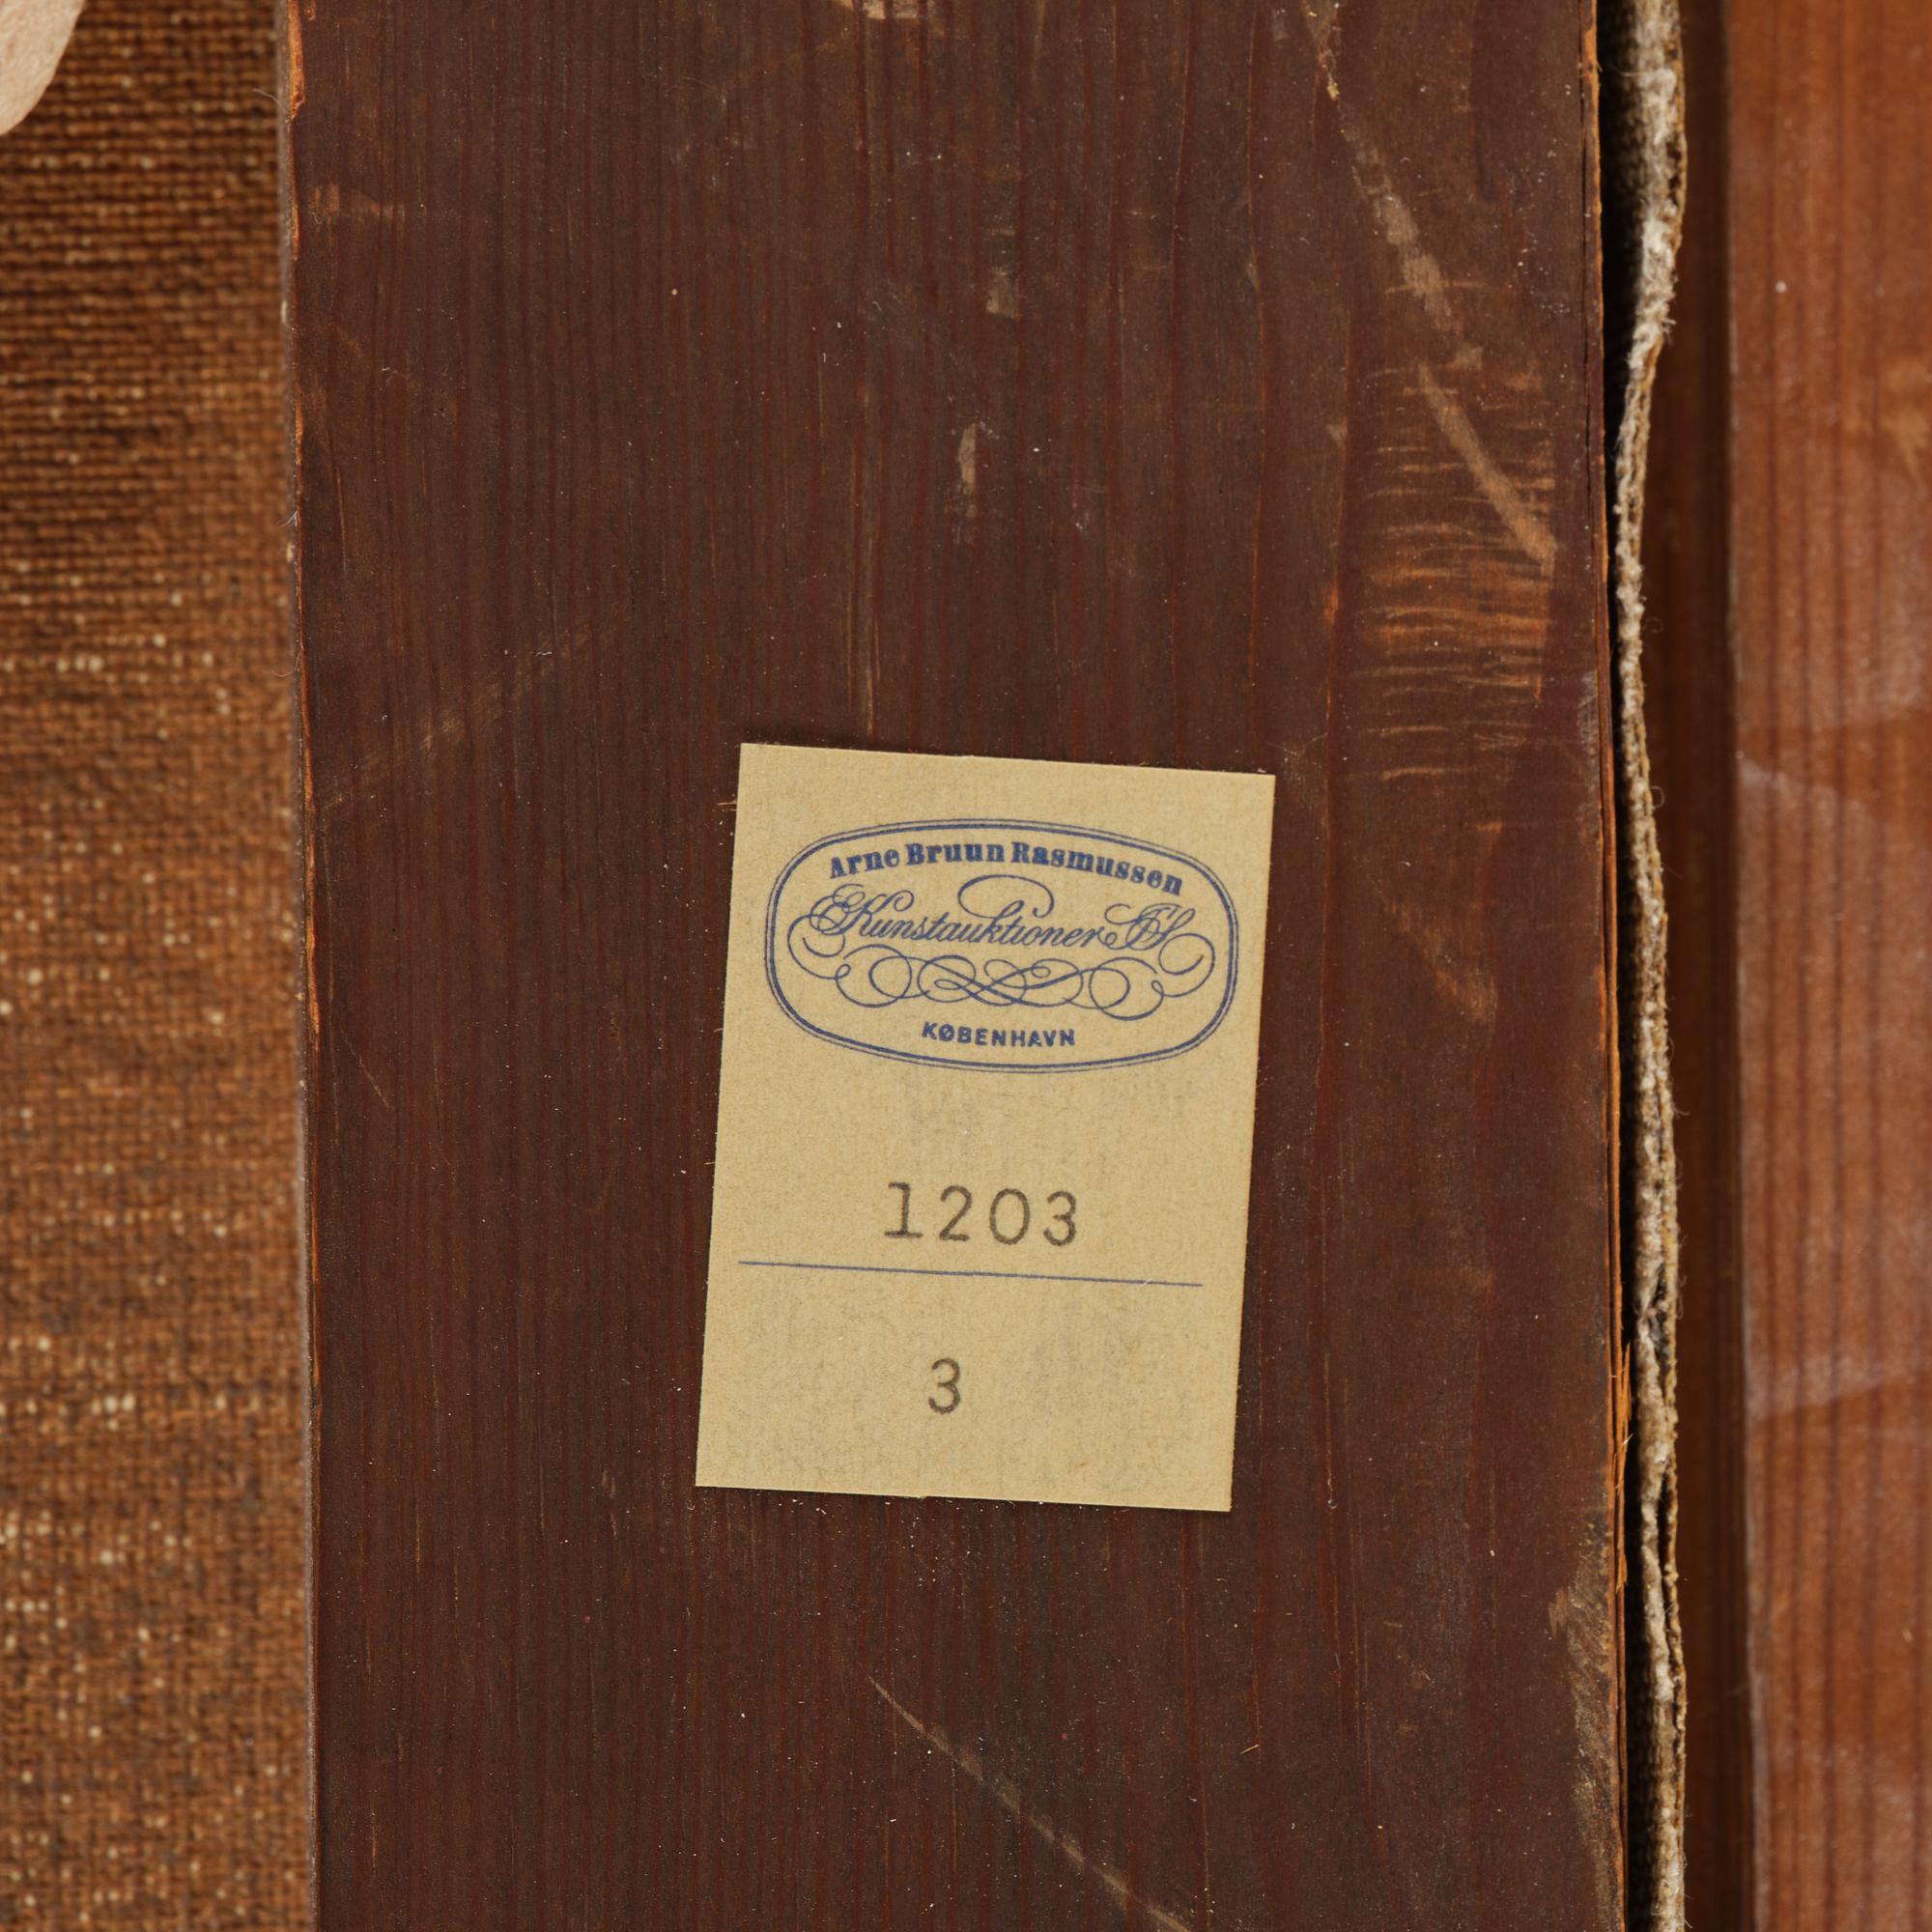 Arne Bruun Rasmussen
Kunstauktioner
KØBENHAVN
1203
3